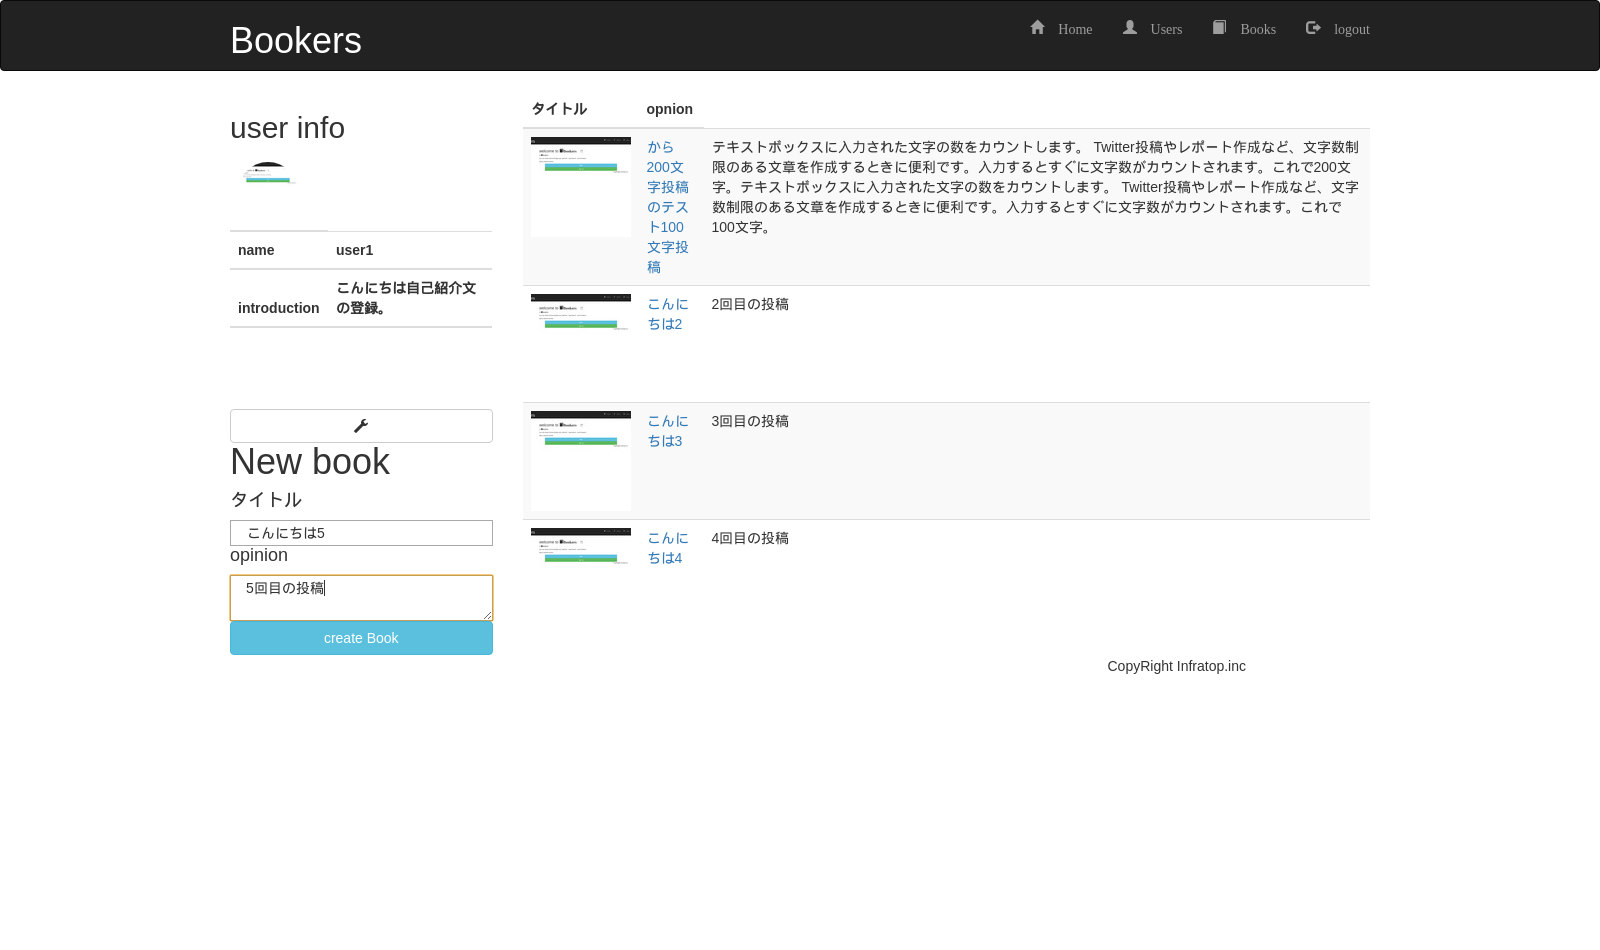 Bookers
Home Users Books logout
user info
name user1
introduction こんにちは自己紹介文
の登録。
New book
タイトル
こんにちは5
opinion
5回目の投稿
create Book
タイトル opnion
から
200文
字投稿
のテス
ト100
文字投
稿
テキストボックスに入力された文字の数をカウントします。 Twitter投稿やレポート作成など、文字数制
限のある文章を作成するときに便利です。入力するとすぐに文字数がカウントされます。これで200文
字。テキストボックスに入力された文字の数をカウントします。 Twitter投稿やレポート作成など、文字
数制限のある文章を作成するときに便利です。入力するとすぐに文字数がカウントされます。これで
100文字。
こんに
ちは2
2回目の投稿
こんに
ちは3
3回目の投稿
こんに
ちは4
4回目の投稿
CopyRight Infratop.inc